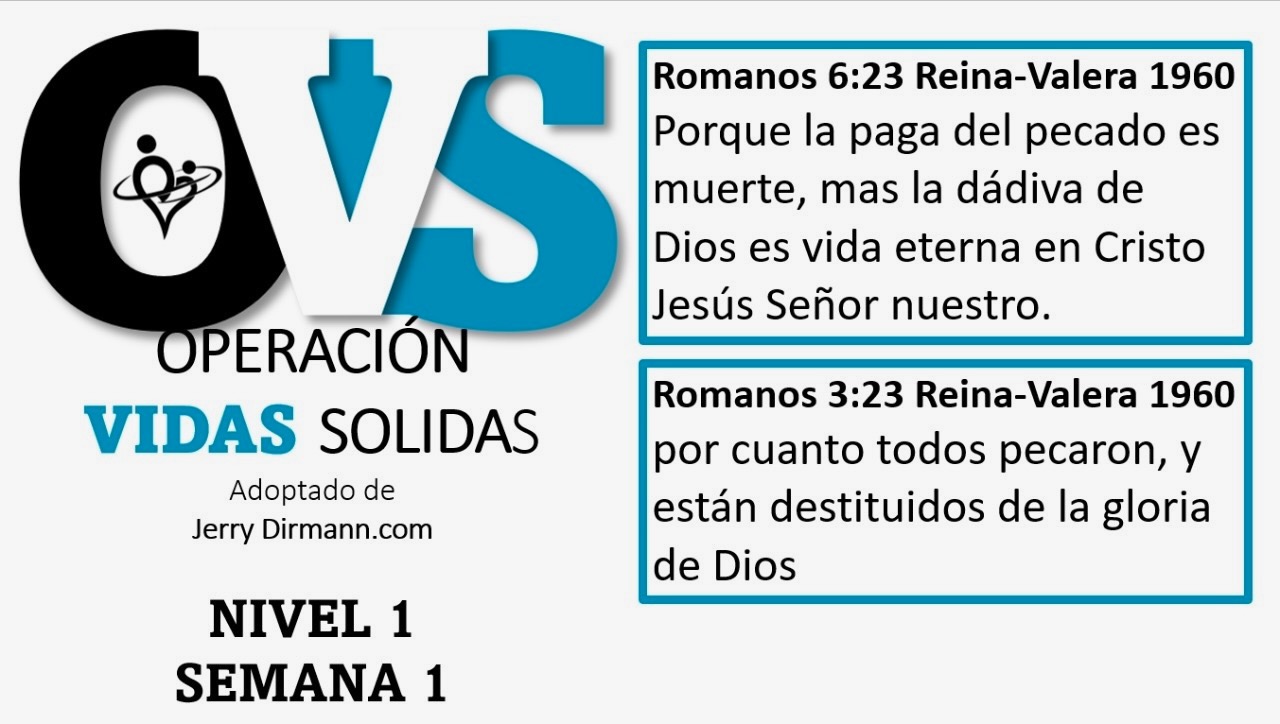 OVS
OPERACIÓN
VIDAS SOLIDAS
Adoptado de
Jerry Dirmann.com
NIVEL 1
SEMANA 1
Romanos 6:23 Reina-Valera 1960
Porque la paga del pecado es
muerte, mas la dádiva de
Dios es vida eterna en Cristo
Jesús Señor nuestro.
Romanos 3:23 Reina-Valera 1960
por cuanto todos pecaron, y
están destituidos de la gloria
de Dios